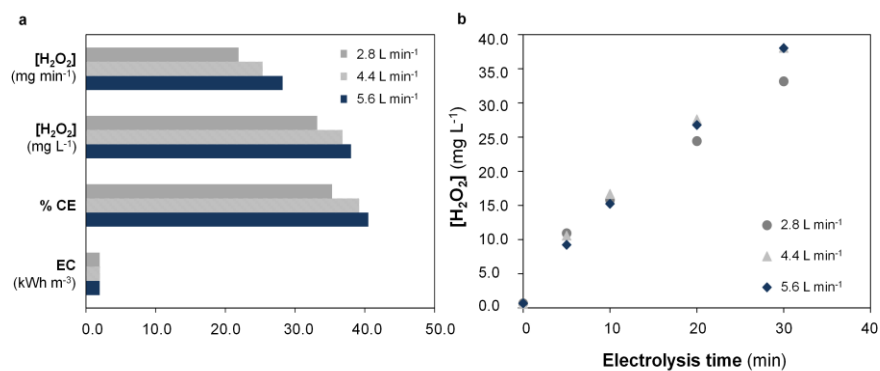 a
[H₂O₂]
(mg min⁻¹)
[H₂O₂]
(mg L⁻¹)
% CE
EC
(kWh m⁻³)
2.8 L min⁻¹
4.4 L min⁻¹
5.6 L min⁻¹
0.0 10.0 20.0 30.0 40.0 50.0
b
[H₂O₂] (mg L⁻¹)
40.0
35.0
30.0
25.0
20.0
15.0
10.0
5.0
0.0
2.8 L min⁻¹
4.4 L min⁻¹
5.6 L min⁻¹
0 10 20 30 40
Electrolysis time (min)